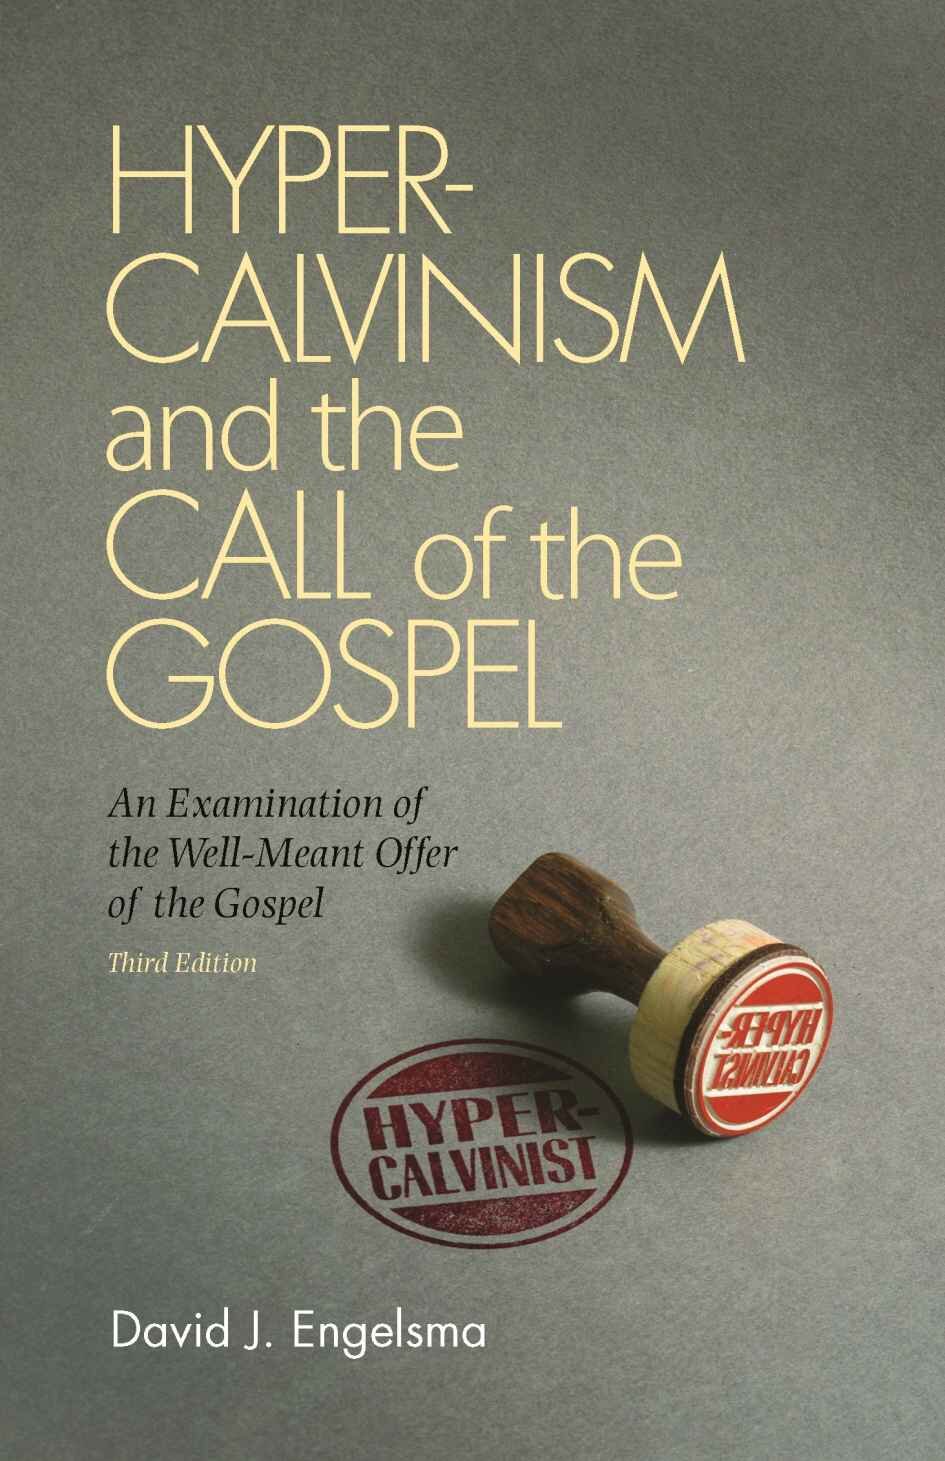 HYPER-
CALVINISM
and the
CALL of the
GOSPEL
An Examination of
the Well-Meant Offer
of the Gospel
Third Edition
HYPER-
CALVINIST
HYPER-
CALVINIST
David J. Engelsma